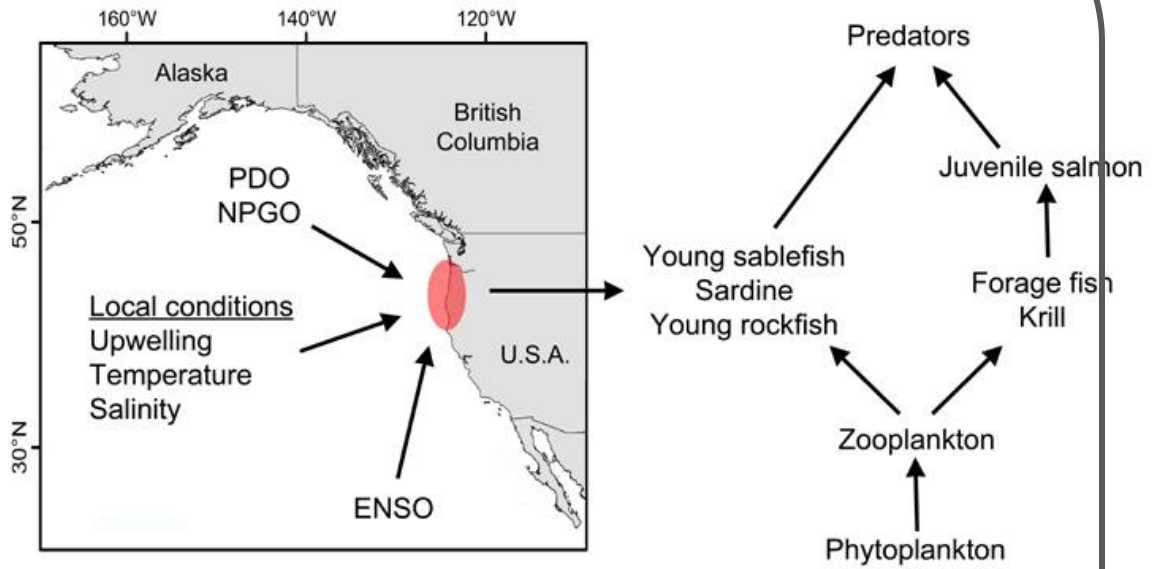 160°W
140°W
120°W
50°N
30°N
Alaska
British
Columbia
PDO
NPGO
Local conditions
Upwelling
Temperature
Salinity
U.S.A.
ENSO
Predators
Juvenile salmon
Young sablefish
Sardine
Young rockfish
Forage fish
Krill
Zooplankton
Phytoplankton